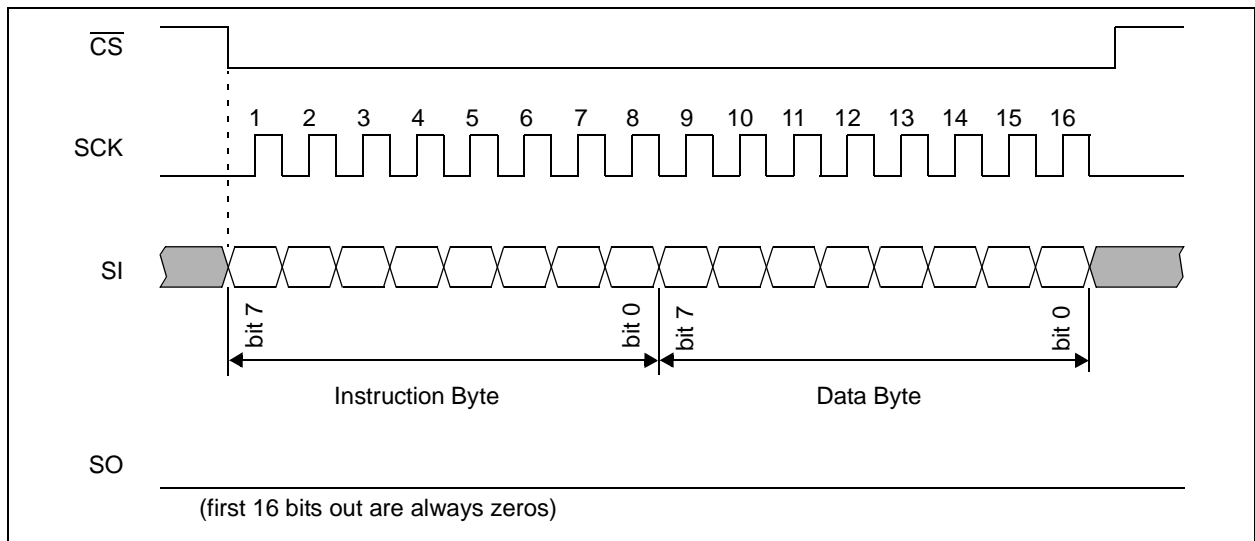 CS
1 2 3 4 5 6 7 8 9 10 11 12 13 14 15 16
SCK
SI
bit 7 bit 0 bit 7 bit 0
Instruction Byte Data Byte
SO
(first 16 bits out are always zeros)